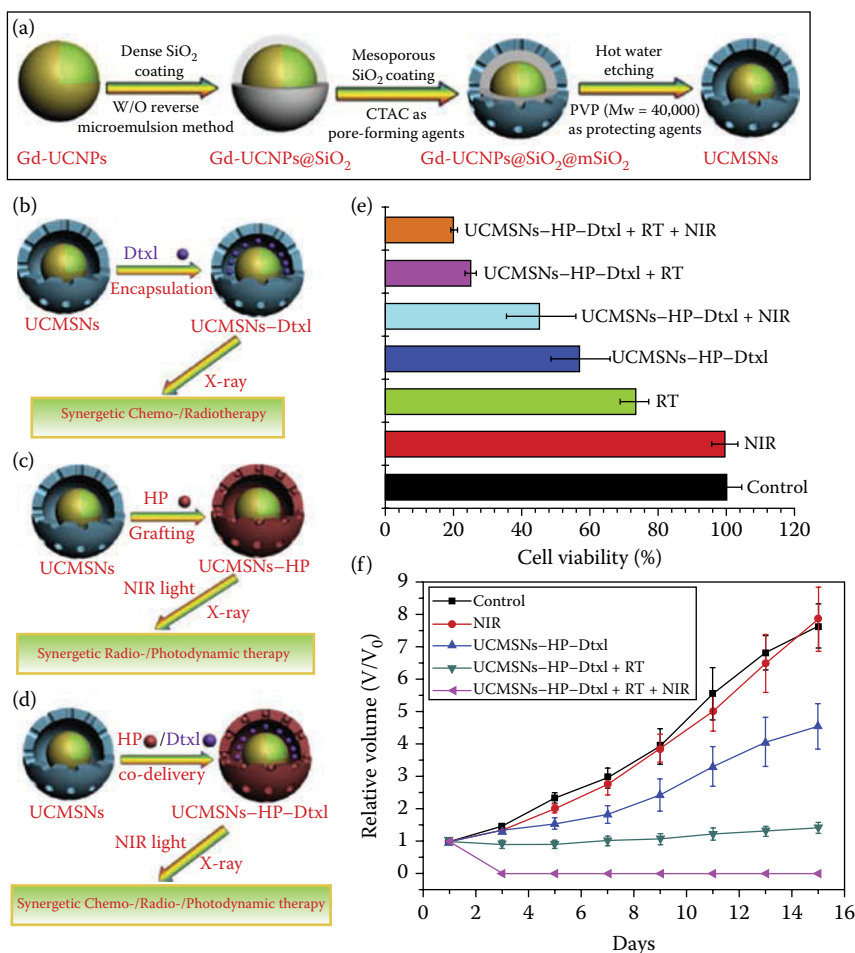 (a)
Dense SiO₂
coating
W/O reverse
microemulsion method
Mesoporous
SiO₂ coating
CTAC as
pore-forming agents
Hot water
etching
PVP (Mw = 40,000)
as protecting agents
Gd-UCNPs
Gd-UCNPs@SiO₂
Gd-UCNPs@SiO₂@mSiO₂
UCMSNs
(b)
Dtxl
Encapsulation
UCMSNs
UCMSNs–Dtxl
X-ray
Synergetic Chemo-/Radiotherapy
(c)
HP
Grafting
UCMSNs
UCMSNs–HP
NIR light
X-ray
Synergetic Radio-/Photodynamic therapy
(d)
HP /Dtxl
co-delivery
UCMSNs
UCMSNs–HP–Dtxl
NIR light
X-ray
Synergetic Chemo-/Radio-/Photodynamic therapy
(e)
UCMSNs–HP–Dtxl + RT + NIR
UCMSNs–HP–Dtxl + RT
UCMSNs–HP–Dtxl + NIR
UCMSNs–HP–Dtxl
RT
NIR
Control
0 20 40 60 80 100 120
Cell viability (%)
(f)
Relative volume (V/V₀)
9
8
7
6
5
4
3
2
1
0
Control
NIR
UCMSNs–HP–Dtxl
UCMSNs–HP–Dtxl + RT
UCMSNs–HP–Dtxl + RT + NIR
0 2 4 6 8 10 12 14 16
Days